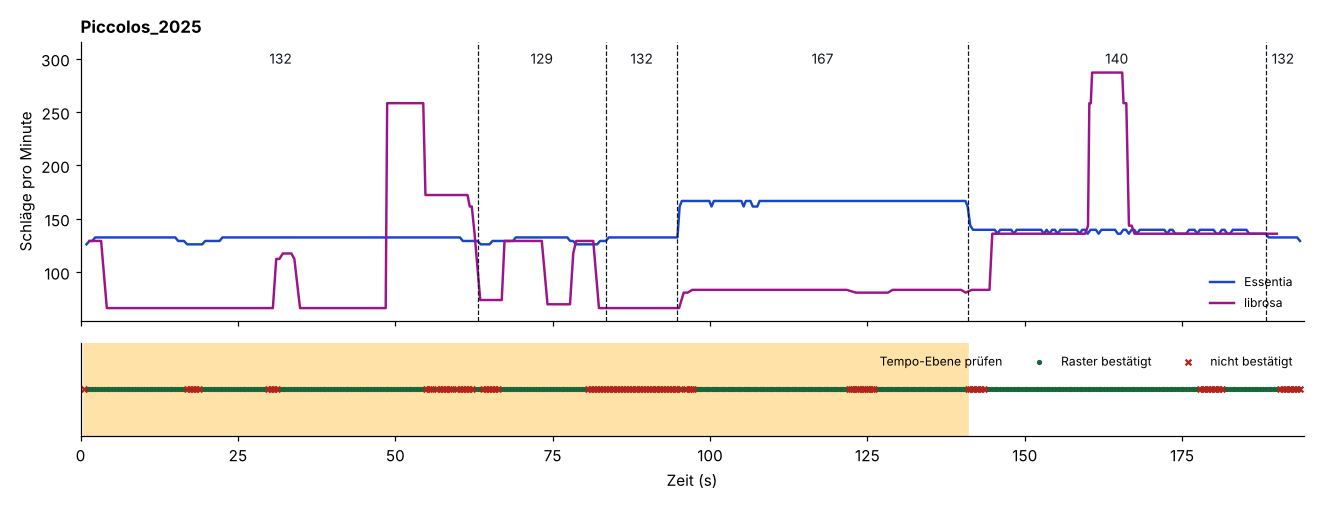 Piccolos_2025
132 129 132 167 140 132
300
250
200
150
100
Schläge pro Minute
Essentia
librosa
Tempo-Ebene prüfen Raster bestätigt nicht bestätigt
0 25 50 75 100 125 150 175
Zeit (s)